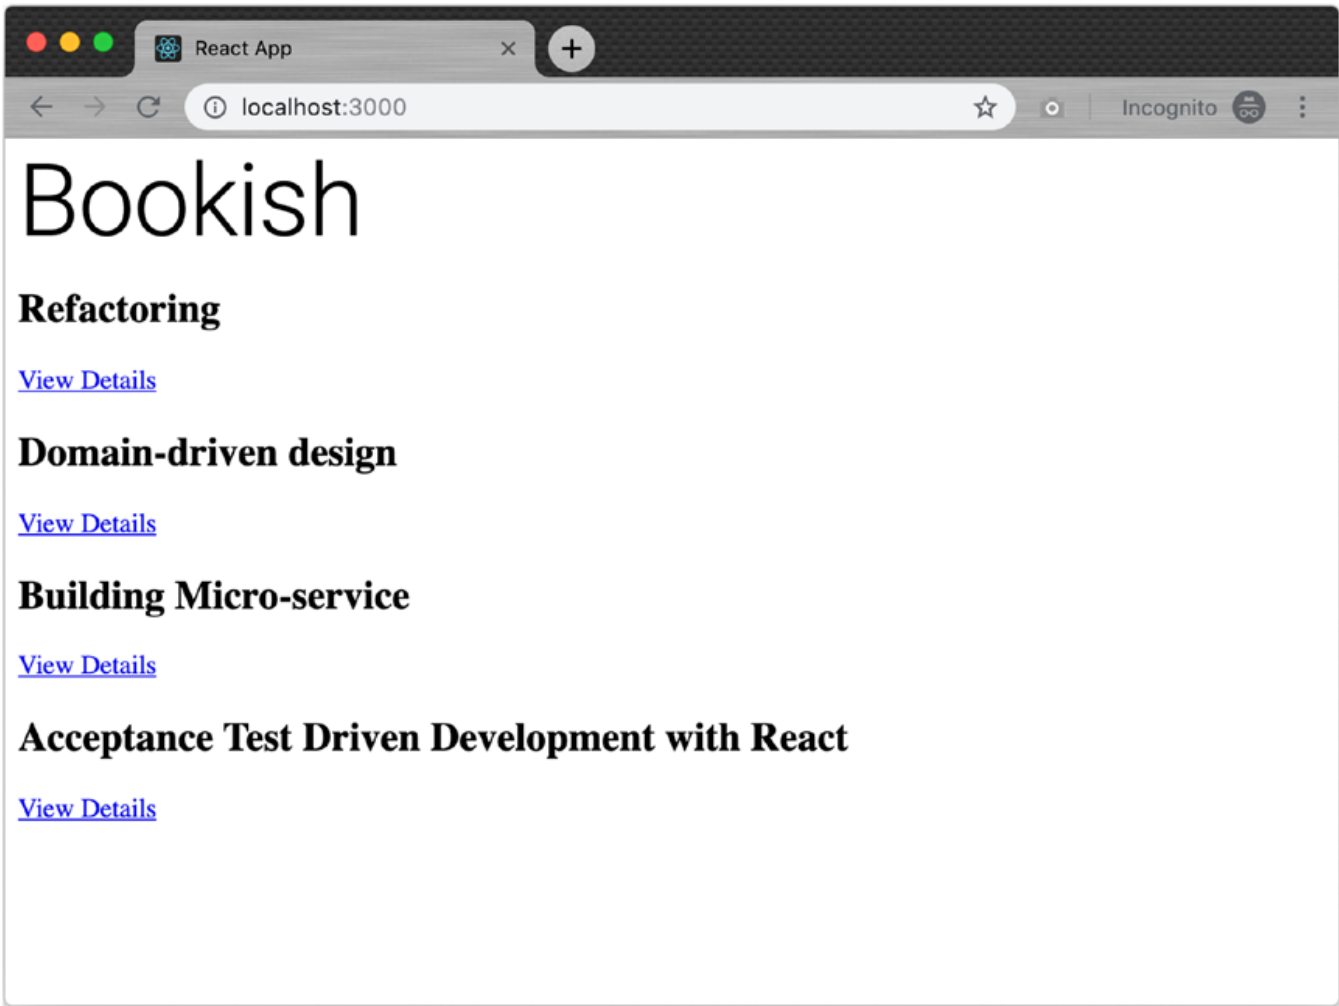 React App
localhost:3000
Incognito
Bookish
Refactoring
View Details
Domain-driven design
View Details
Building Micro-service
View Details
Acceptance Test Driven Development with React
View Details